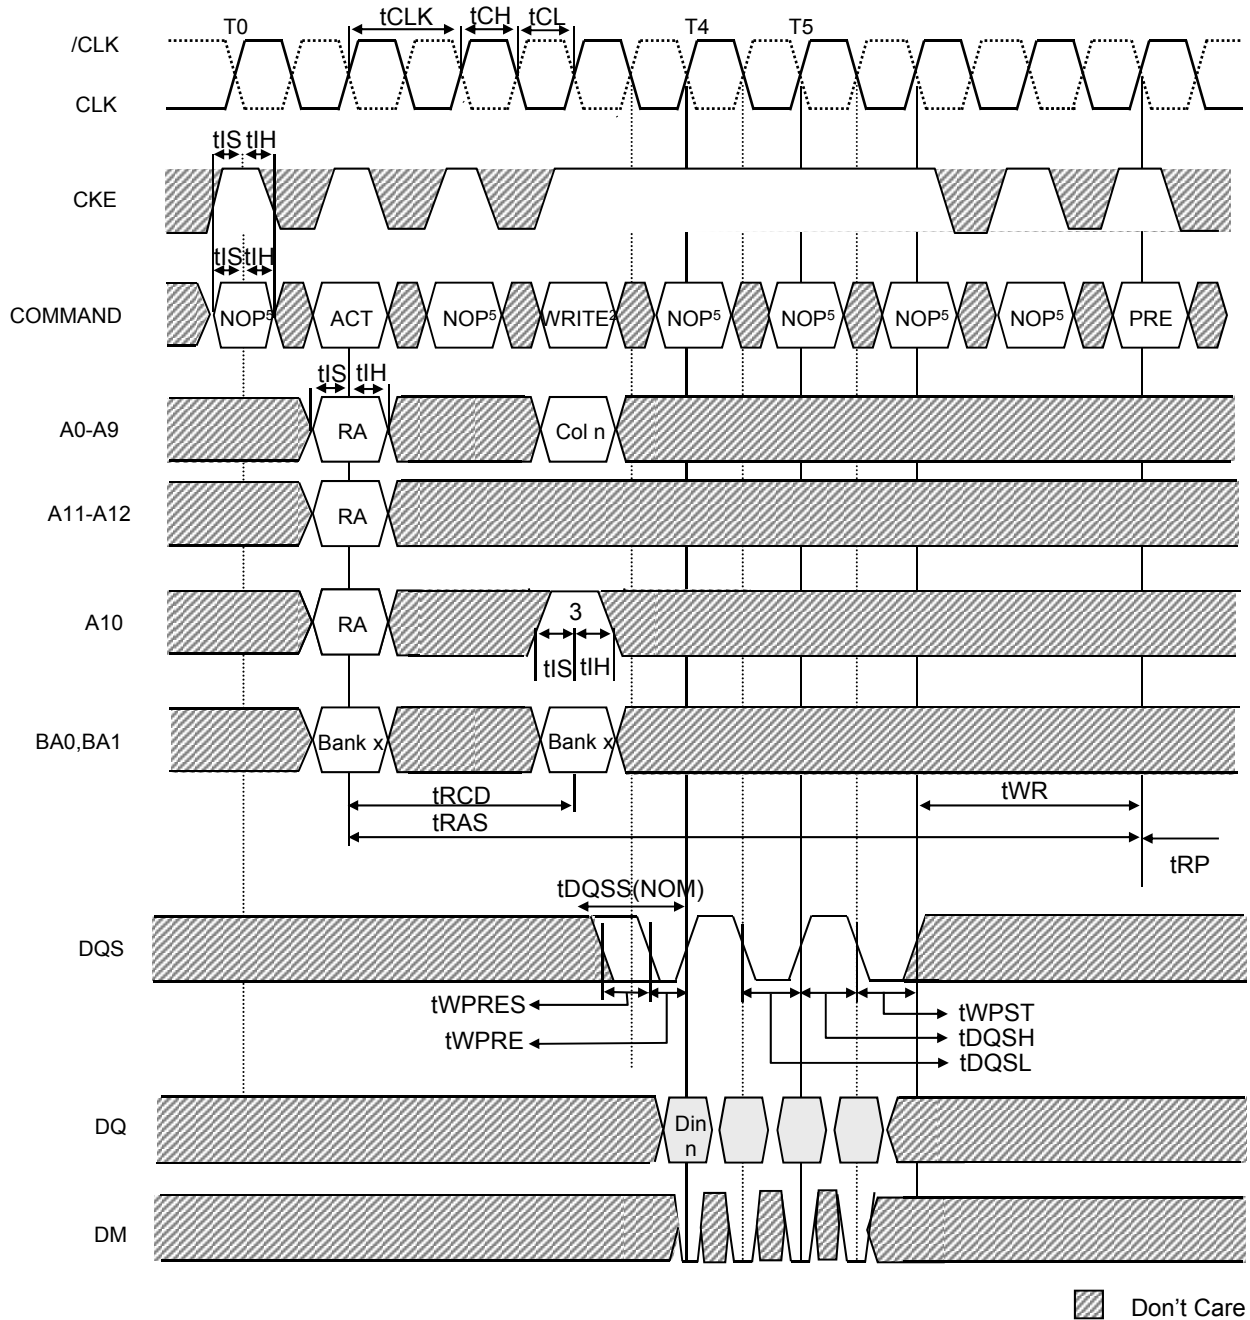 tCLK tCH tCL
T0 T4 T5
/CLK
CLK
tIS tIH
CKE
tIS tIH
COMMAND NOP5 ACT NOP5 WRITE2 NOP5 NOP5 NOP5 NOP5 PRE
tIS tIH
A0-A9 RA Col n
A11-A12 RA
A10 RA 3
tIS tIH
BA0,BA1 Bank x Bank x
tRCD tWR
tRAS
tRP
tDQSS(NOM)
DQS
tWPRES tWPST
tWPRE tDQSH
tDQSL
DQ Din
n
DM
Don't Care